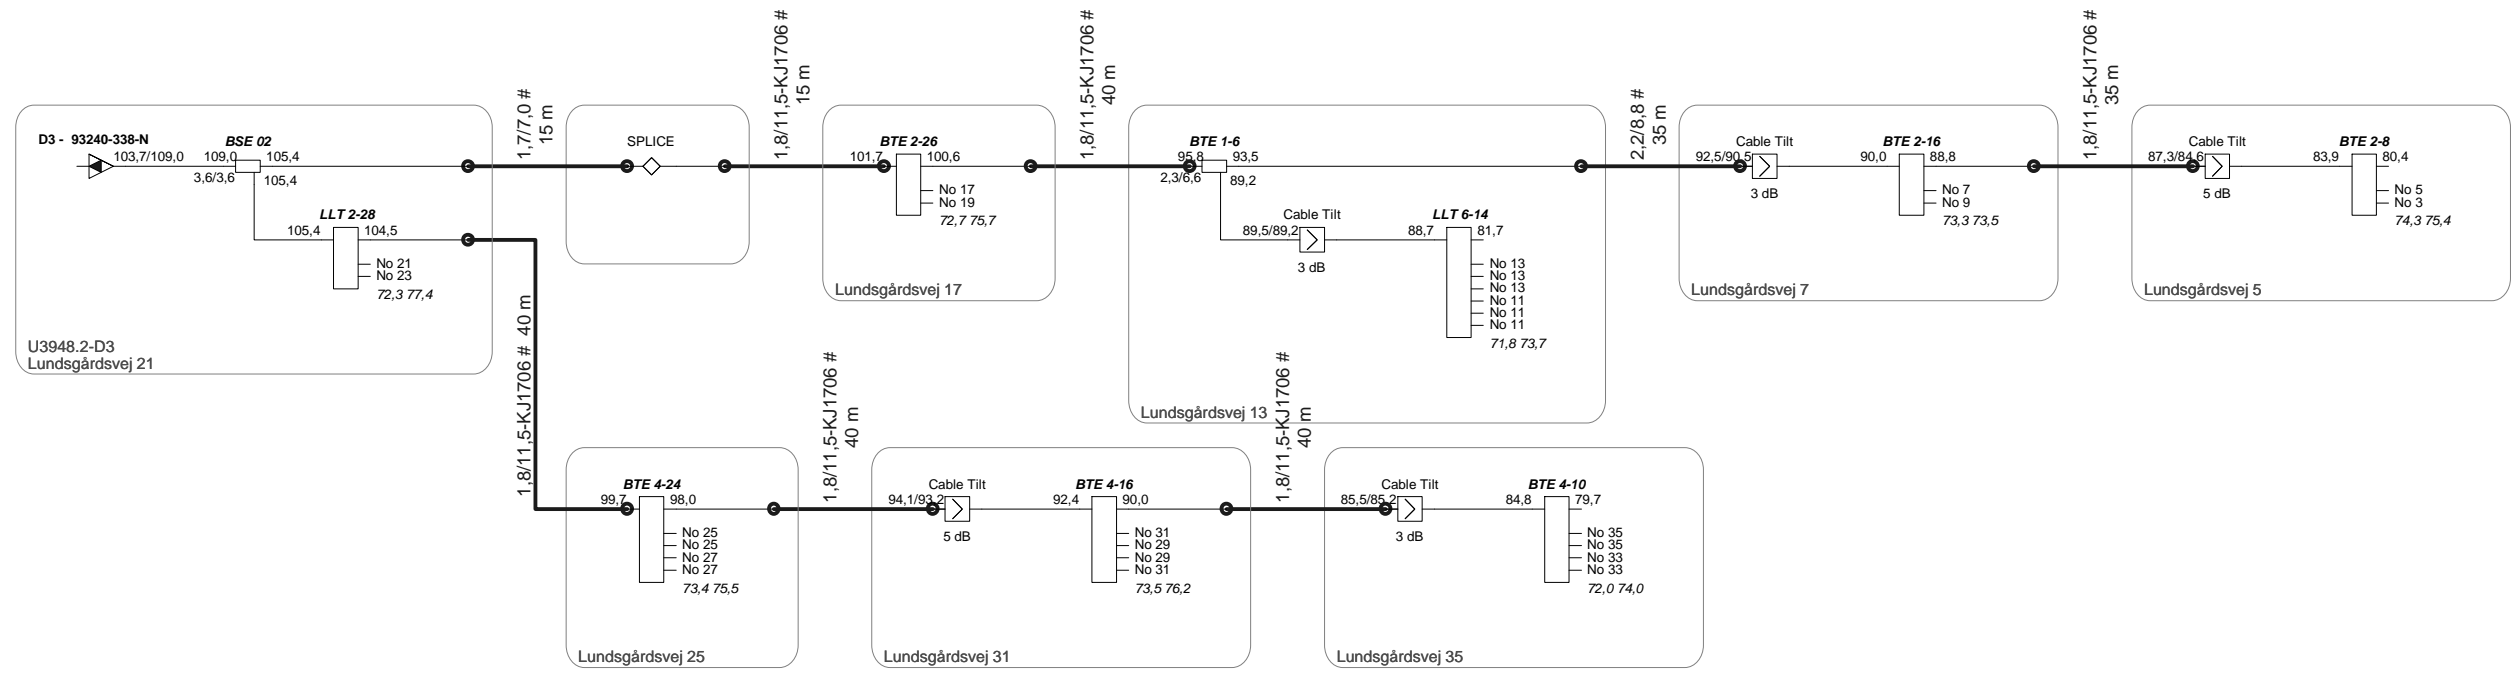 1,7/7,0 #
15 m
1,8/11,5-KJ1706 #
15 m
1,8/11,5-KJ1706 #
40 m
2,2/8,8 #
35 m
1,8/11,5-KJ1706 #
35 m
D3 - 93240-338-N
103,7/109,0
BSE 02
109,0
105,4
3,6/3,6
105,4
LLT 2-28
105,4
104,5
No 21
No 23
72,3 77,4
U3948.2-D3
Lundsgårdsvej 21
SPLICE
BTE 2-26
101,7
100,6
No 17
No 19
72,7 75,7
Lundsgårdsvej 17
BTE 1-6
95,8
93,5
2,3/6,6
89,2
Cable Tilt
89,5/89,2
3 dB
LLT 6-14
88,7
81,7
No 13
No 13
No 13
No 11
No 11
No 11
71,8 73,7
Lundsgårdsvej 13
Cable Tilt
92,5/90,5
3 dB
BTE 2-16
90,0
88,8
No 7
No 9
73,3 73,5
Lundsgårdsvej 7
Cable Tilt
87,3/84,6
5 dB
BTE 2-8
83,9
80,4
No 5
No 3
74,3 75,4
Lundsgårdsvej 5
1,8/11,5-KJ1706 # 40 m
1,8/11,5-KJ1706 #
40 m
1,8/11,5-KJ1706 #
40 m
BTE 4-24
99,7
98,0
No 25
No 25
No 27
No 27
73,4 75,5
Lundsgårdsvej 25
Cable Tilt
94,1/93,2
5 dB
BTE 4-16
92,4
90,0
No 31
No 29
No 29
No 31
73,5 76,2
Lundsgårdsvej 31
Cable Tilt
85,5/85,2
3 dB
BTE 4-10
84,8
79,7
No 35
No 35
No 33
No 33
72,0 74,0
Lundsgårdsvej 35